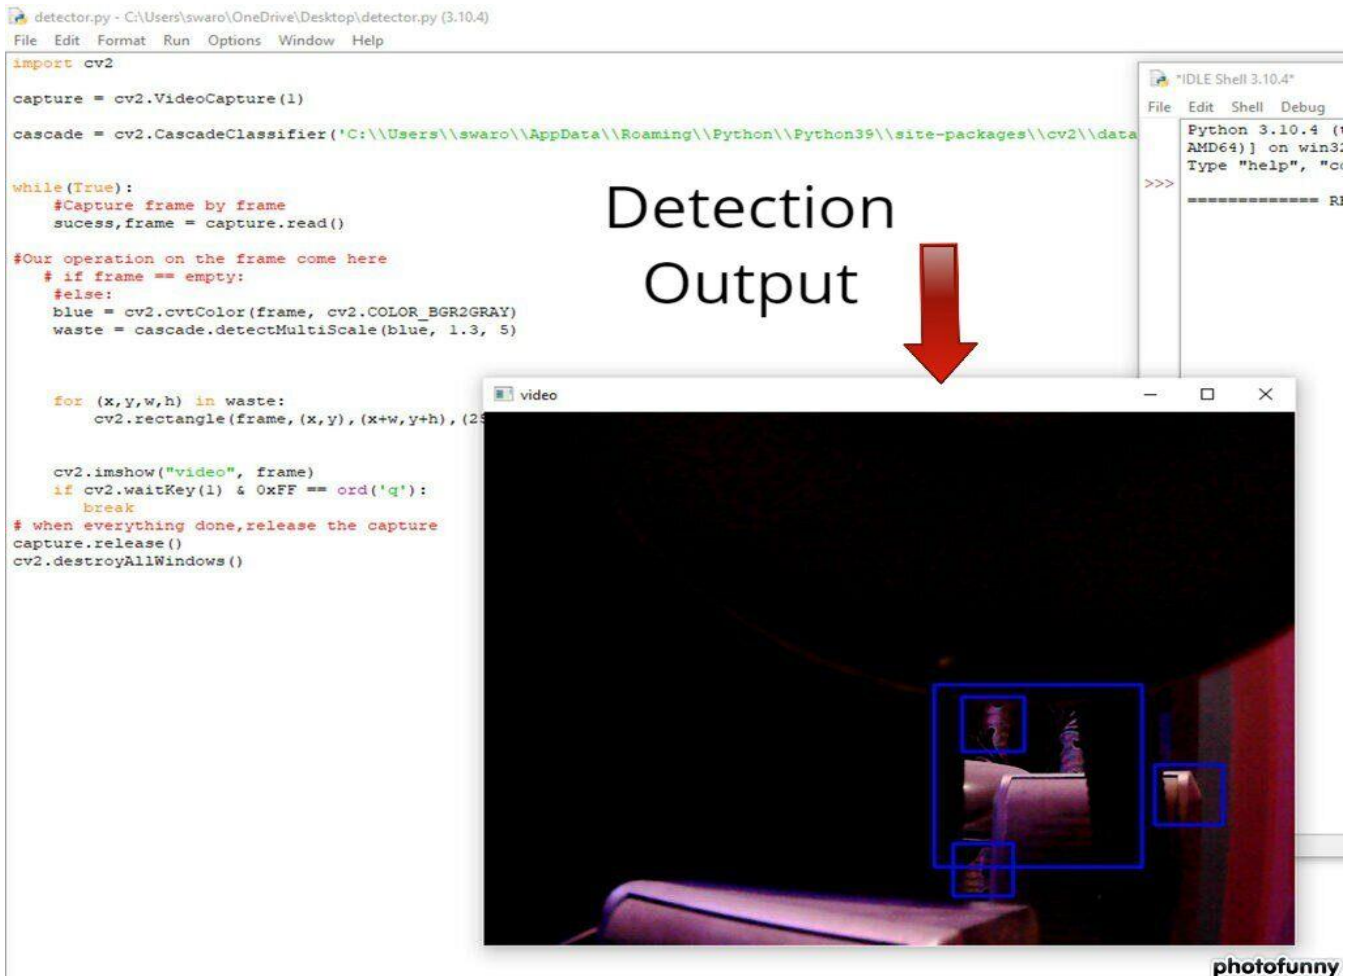 detector.py - C:\Users\swaro\OneDrive\Desktop\detector.py (3.10.4)
File Edit Format Run Options Window Help
import cv2
capture = cv2.VideoCapture(1)
cascade = cv2.CascadeClassifier('C:\\Users\\swaro\\AppData\\Roaming\\Python\\Python39\\site-packages\\cv2\\data
while(True):
#Capture frame by frame
sucess,frame = capture.read()
#Our operation on the frame come here
# if frame == empty:
#else:
blue = cv2.cvtColor(frame, cv2.COLOR_BGR2GRAY)
waste = cascade.detectMultiScale(blue, 1.3, 5)
for (x,y,w,h) in waste:
cv2.rectangle(frame,(x,y),(x+w,y+h),(25
cv2.imshow("video", frame)
if cv2.waitKey(1) & 0xFF == ord('q'):
break
# when everything done,release the capture
capture.release()
cv2.destroyAllWindows()
*IDLE Shell 3.10.4*
File Edit Shell Debug
Python 3.10.4 (
AMD64)] on win32
Type "help", "co
>>>
============= RE
Detection
Output
video
photofunny